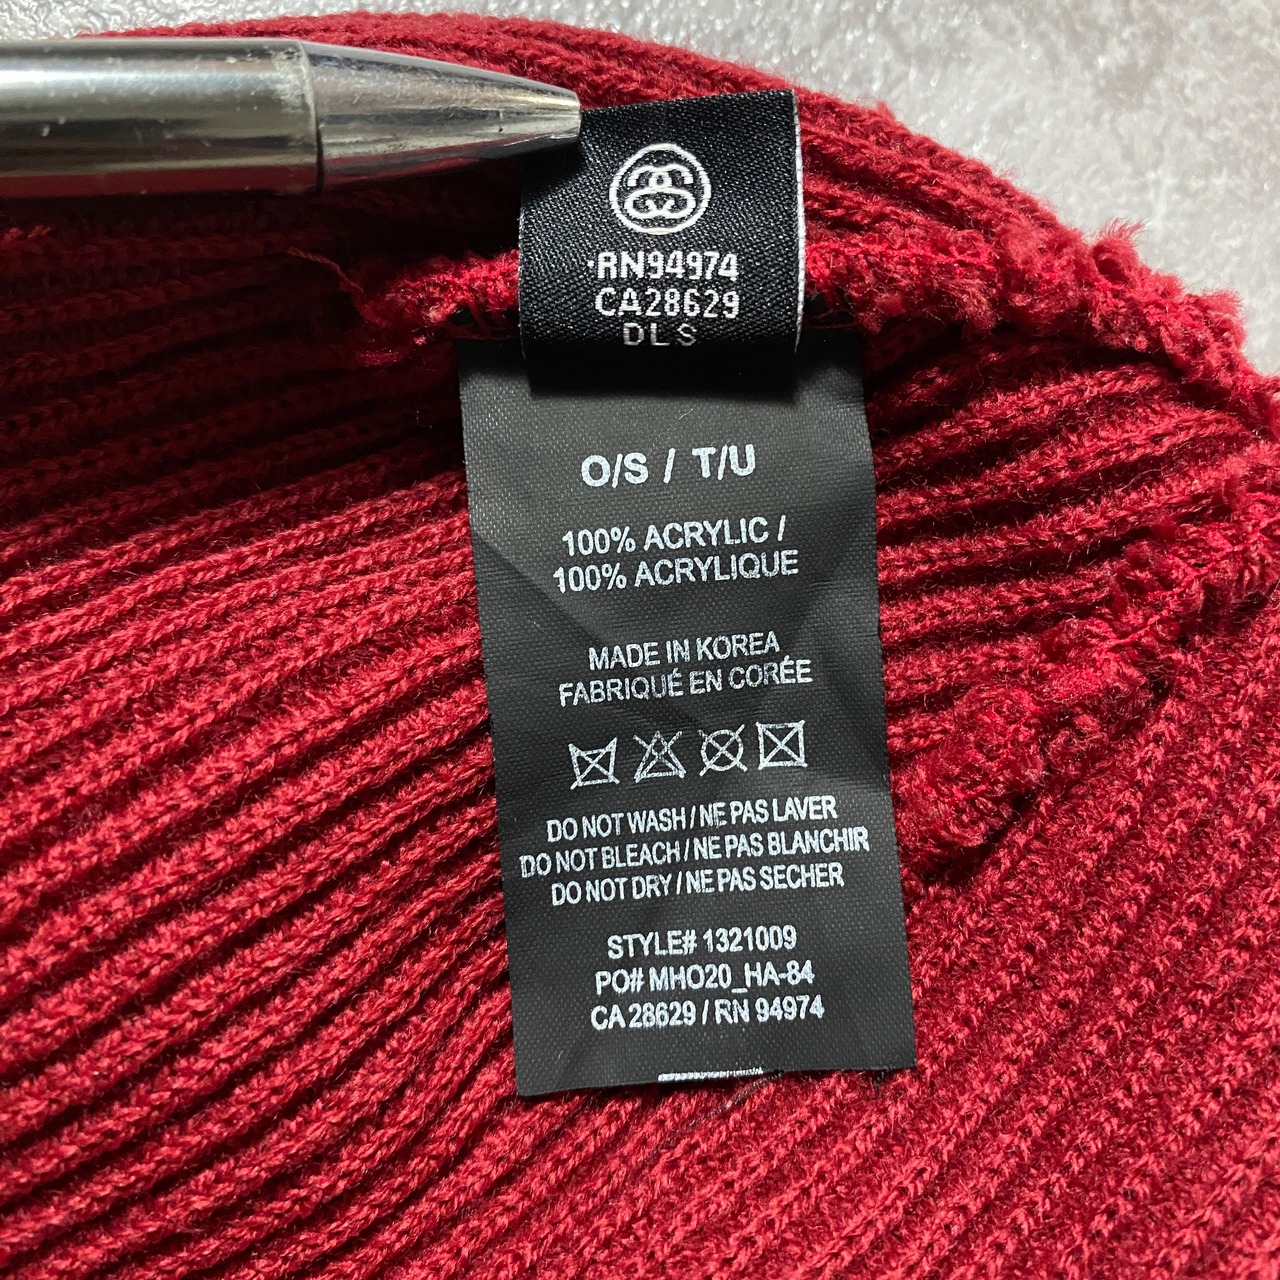 RN94974
CA28629
DLS
O/S / T/U
100% ACRYLIC /
100% ACRYLIQUE
MADE IN KOREA
FABRIQUÉ EN CORÉE
DO NOT WASH / NE PAS LAVER
DO NOT BLEACH / NE PAS BLANCHIR
DO NOT DRY / NE PAS SECHER
STYLE# 1321009
PO# MHO20_HA-84
CA 28629 / RN 94974